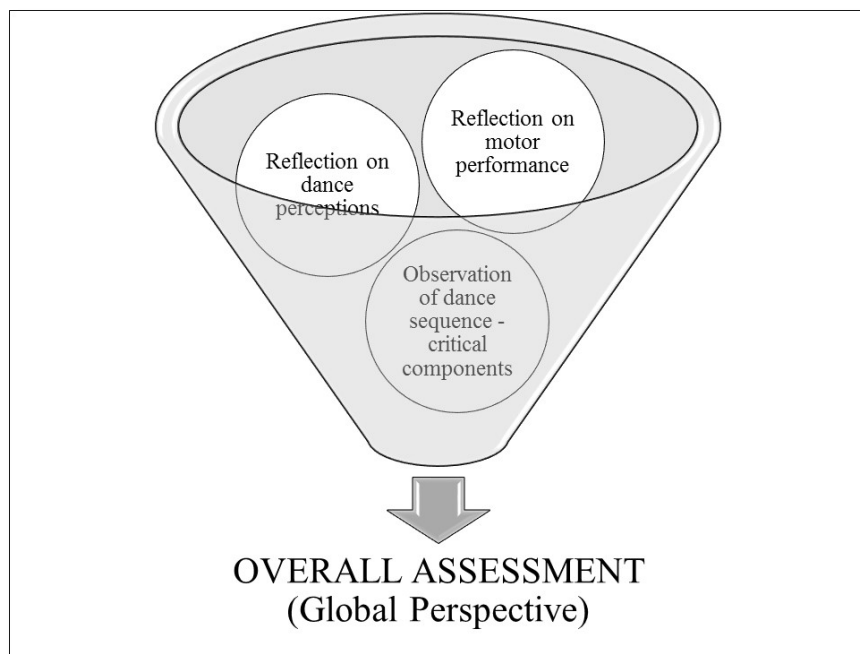 Reflection on
dance
perceptions
Reflection on
motor
performance
Observation
of dance
sequence -
critical
components
OVERALL ASSESSMENT
(Global Perspective)